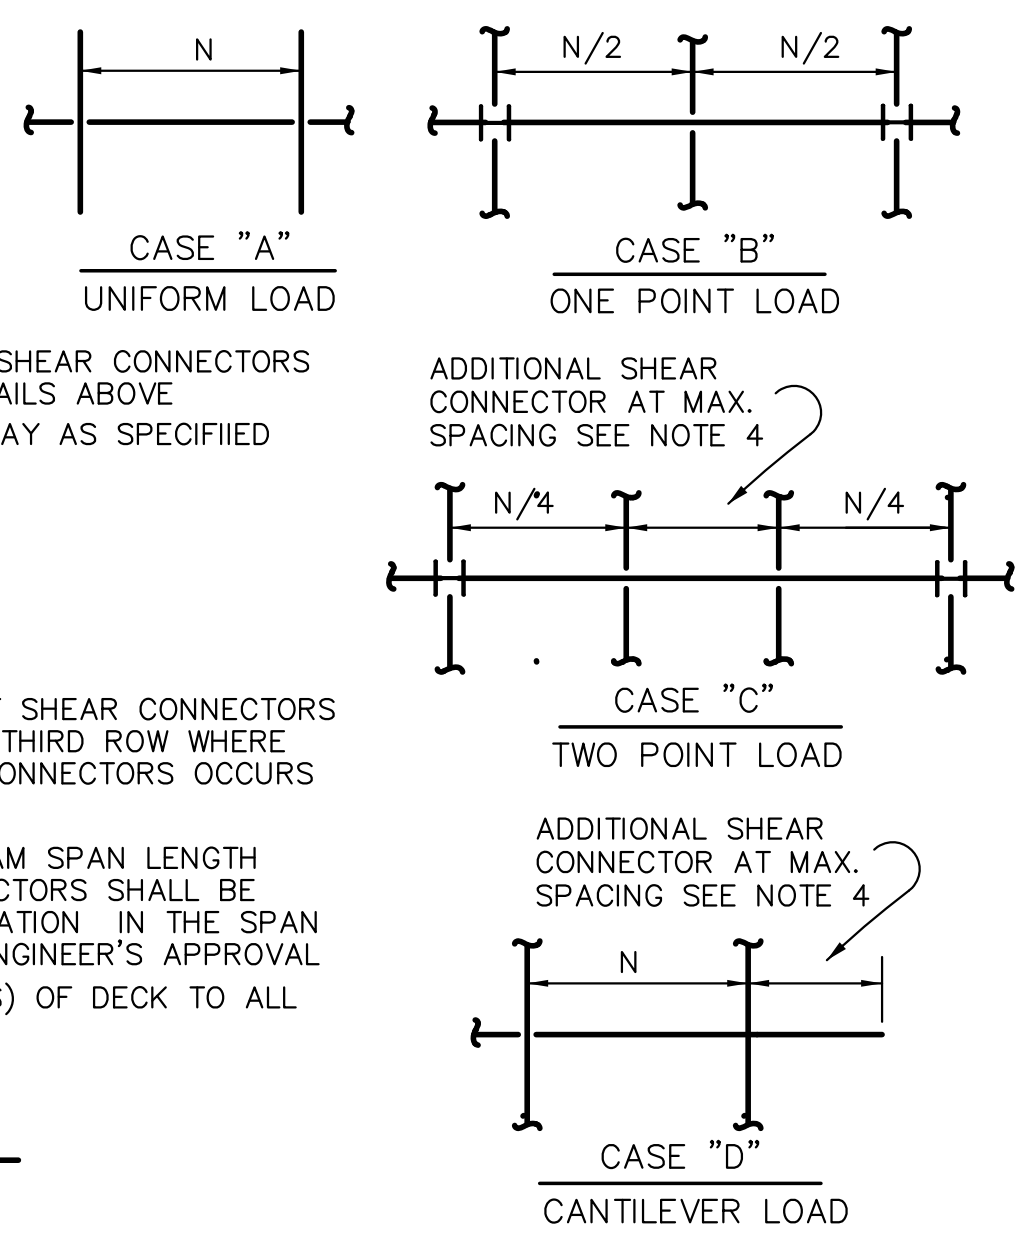 N
N/2
N/2
CASE "A"
UNIFORM LOAD
CASE "B"
ONE POINT LOAD
SHEAR CONNECTORS
ABOVE
AY AS SPECIFIIED
ADDITIONAL SHEAR
CONNECTOR AT MAX.
SPACING SEE NOTE 4
N/4
N/4
CASE "C"
TWO POINT LOAD
SHEAR CONNECTORS
THIRD ROW WHERE
ONNECTORS OCCURS
AM SPAN LENGTH
CTORS SHALL BE
ATION IN THE SPAN
NGINEER'S APPROVAL
S) OF DECK TO ALL
ADDITIONAL SHEAR
CONNECTOR AT MAX.
SPACING SEE NOTE 4
N
CASE "D"
CANTILEVER LOAD